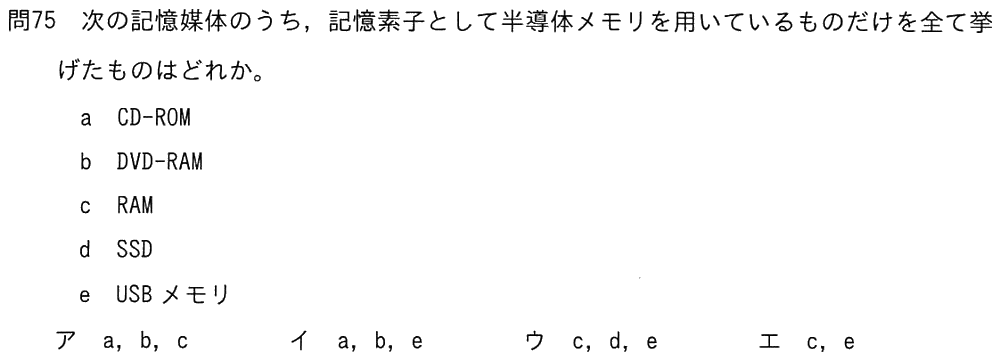 問75 次の記憶媒体のうち，記憶素子として半導体メモリを用いているものだけを全て挙
げたものはどれか。
a CD-ROM
b DVD-RAM
c RAM
d SSD
e USB メモリ
ア a, b, c イ a, b, e ウ c, d, e エ c, e